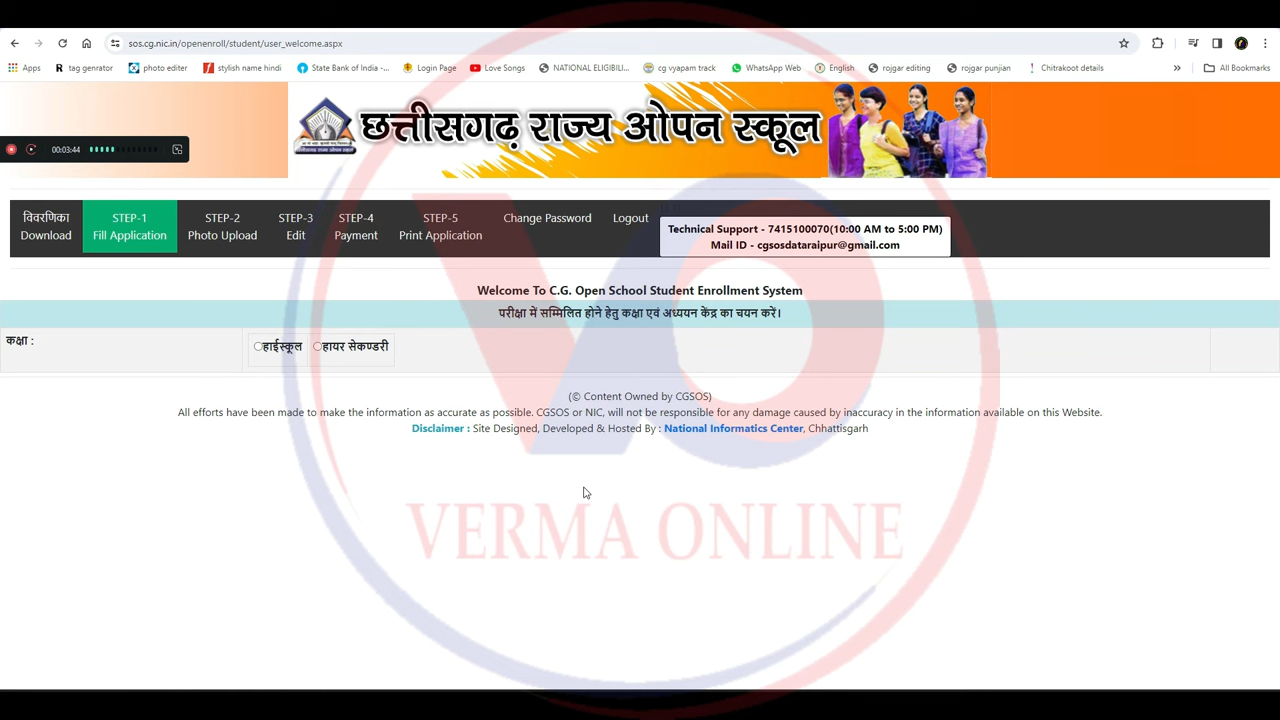 sos.cg.nic.in/openenroll/student/user_welcome.aspx
Apps
tag genrator
photo editer
stylish name hindi
State Bank of India -...
Login Page
Love Songs
NATIONAL ELIGIBILI...
cg vyapam track
WhatsApp Web
English
rojgar editing
rojgar punjian
Chitrakoot details
»
All Bookmarks
छत्तीसगढ़ राज्य ओपन स्कूल
00:03:44
विवरणिका
Download
STEP-1
Fill Application
STEP-2
Photo Upload
STEP-3
Edit
STEP-4
Payment
STEP-5
Print Application
Change Password
Logout
Technical Support - 7415100070(10:00 AM to 5:00 PM)
Mail ID - cgsosdataraipur@gmail.com
Welcome To C.G. Open School Student Enrollment System
परीक्षा में सम्मिलित होने हेतु कक्षा एवं अध्ययन केंद्र का चयन करें।
कक्षा :
हाईस्कूल
हायर सेकण्डरी
(© Content Owned by CGSOS)
All efforts have been made to make the information as accurate as possible. CGSOS or NIC, will not be responsible for any damage caused by inaccuracy in the information available on this Website.
Disclaimer : Site Designed, Developed & Hosted By : National Informatics Center, Chhattisgarh
VO
VERMA ONLINE